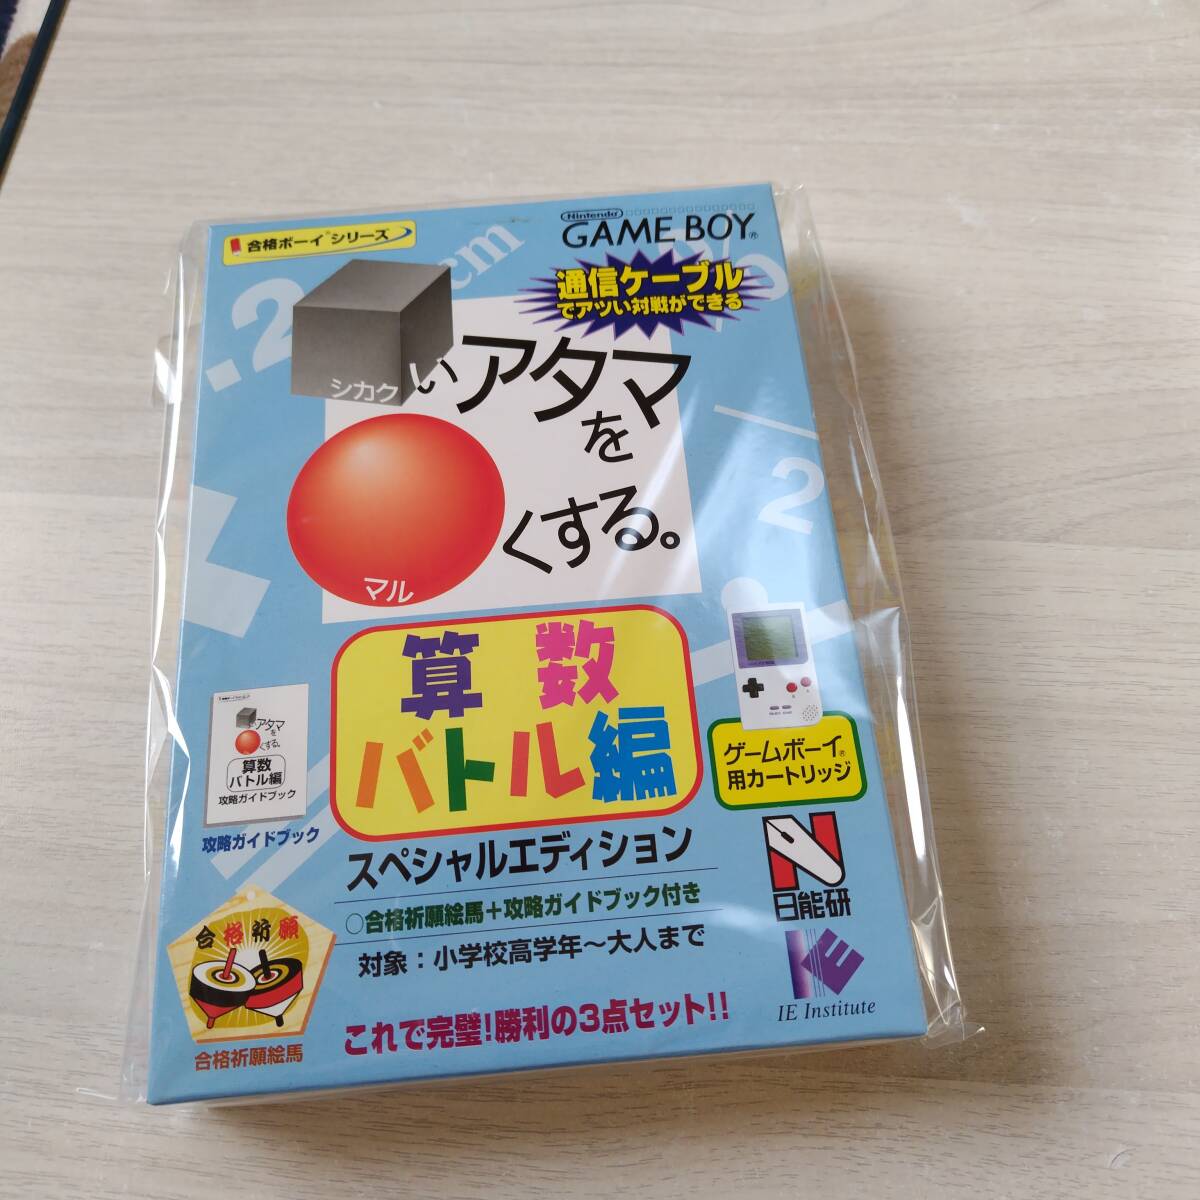 合格ボーイ®シリーズ
Nintendo
GAME BOY®
通信ケーブル
でアツい対戦ができる
.2
cm
%
シカク
いアタマ
を
マル
くする。
1/2
算数
バトル編
アタマ
を
くする。
算数
バトル編
攻略ガイドブック
攻略ガイドブック
ゲームボーイ®
用カートリッジ
スペシャルエディション
○合格祈願絵馬+攻略ガイドブック付き
対象:小学校高学年~大人まで
これで完璧!勝利の3点セット!!
合格祈願
合格祈願絵馬
N
日能研
IE
IE Institute